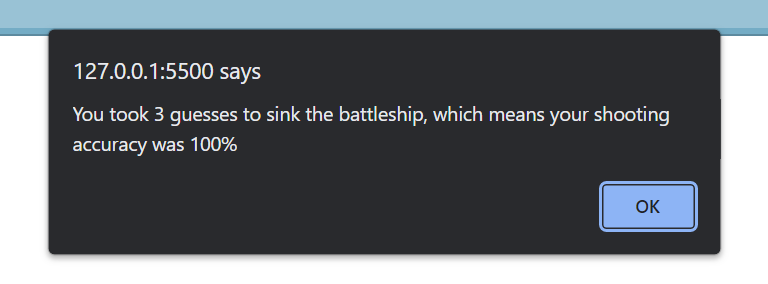 127.0.0.1:5500 says
You took 3 guesses to sink the battleship, which means your shooting
accuracy was 100%
OK